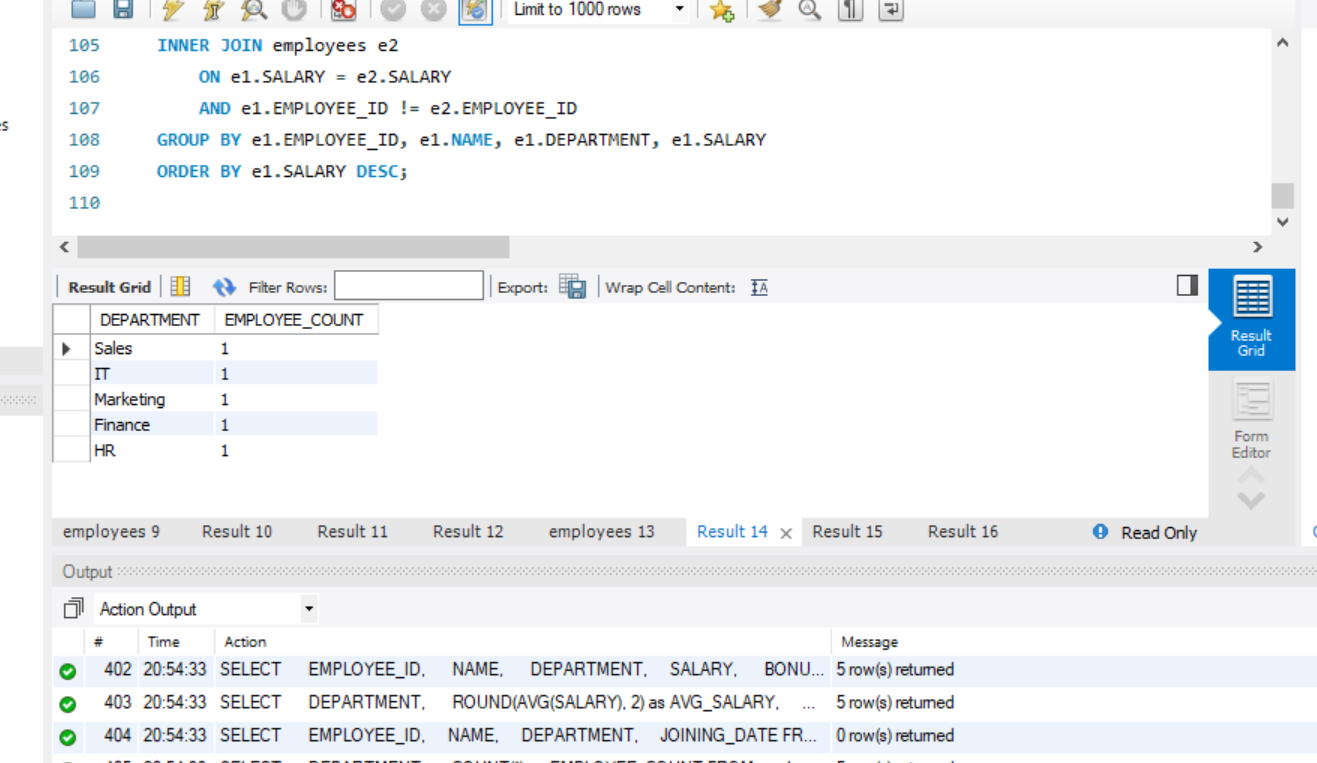 Limit to 1000 rows
105 INNER JOIN employees e2
106 ON e1.SALARY = e2.SALARY
107 AND e1.EMPLOYEE_ID != e2.EMPLOYEE_ID
es
108 GROUP BY e1.EMPLOYEE_ID, e1.NAME, e1.DEPARTMENT, e1.SALARY
109 ORDER BY e1.SALARY DESC;
110
Result Grid Filter Rows: Export: Wrap Cell Content:
DEPARTMENT EMPLOYEE_COUNT
Sales 1
IT 1
Marketing 1
Finance 1
HR 1
Result
Grid
Form
Editor
employees 9 Result 10 Result 11 Result 12 employees 13 Result 14 Result 15 Result 16 Read Only
Output
Action Output
# Time Action Message
402 20:54:33 SELECT EMPLOYEE_ID, NAME, DEPARTMENT, SALARY, BONU... 5 row(s) returned
403 20:54:33 SELECT DEPARTMENT, ROUND(AVG(SALARY), 2) as AVG_SALARY, ... 5 row(s) returned
404 20:54:33 SELECT EMPLOYEE_ID, NAME, DEPARTMENT, JOINING_DATE FR... 0 row(s) returned